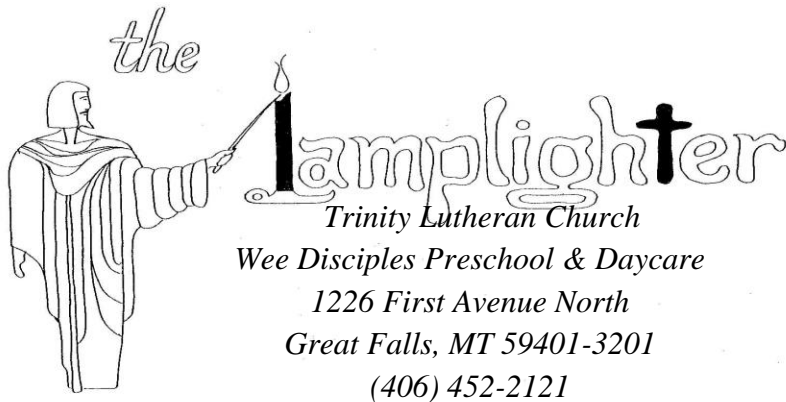 the
Lamplighter
Trinity Lutheran Church
Wee Disciples Preschool & Daycare
1226 First Avenue North
Great Falls, MT 59401-3201
(406) 452-2121